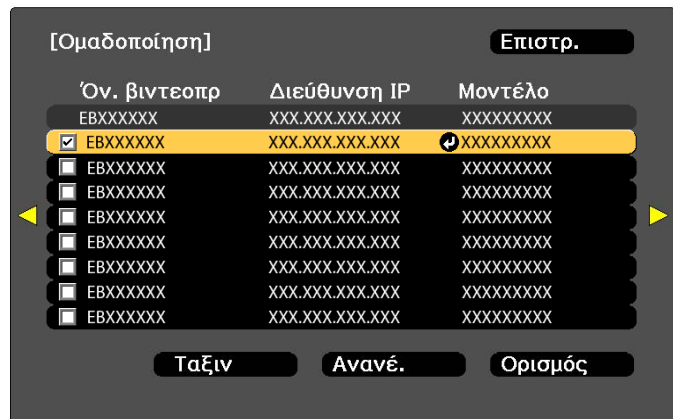 [Ομαδοποίηση] Επιστρ.
Όν. βιντεοπρ Διεύθυνση IP Μοντέλο
EBXXXXXX XXX.XXX.XXX.XXX XXXXXXXXX
EBXXXXXX XXX.XXX.XXX.XXX XXXXXXXXX
EBXXXXXX XXX.XXX.XXX.XXX XXXXXXXXX
EBXXXXXX XXX.XXX.XXX.XXX XXXXXXXXX
EBXXXXXX XXX.XXX.XXX.XXX XXXXXXXXX
EBXXXXXX XXX.XXX.XXX.XXX XXXXXXXXX
EBXXXXXX XXX.XXX.XXX.XXX XXXXXXXXX
EBXXXXXX XXX.XXX.XXX.XXX XXXXXXXXX
EBXXXXXX XXX.XXX.XXX.XXX XXXXXXXXX
Ταξιν Ανανέ. Ορισμός